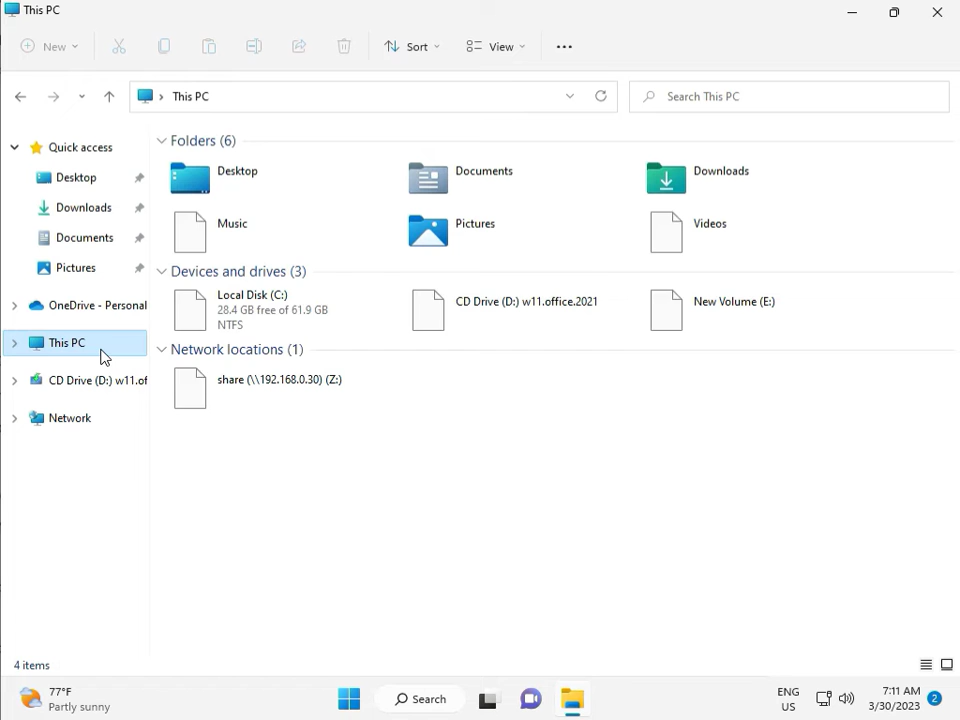 This PC
New
Sort
View
This PC
Search This PC
Quick access
Desktop
Downloads
Documents
Pictures
OneDrive - Personal
This PC
CD Drive (D:) w11.of
Network
Folders (6)
Desktop
Documents
Downloads
Music
Pictures
Videos
Devices and drives (3)
Local Disk (C:)
28.4 GB free of 61.9 GB
NTFS
CD Drive (D:) w11.office.2021
New Volume (E:)
Network locations (1)
share (\\192.168.0.30) (Z:)
4 items
77°F
Partly sunny
Search
ENG
US
7:11 AM
3/30/2023
2